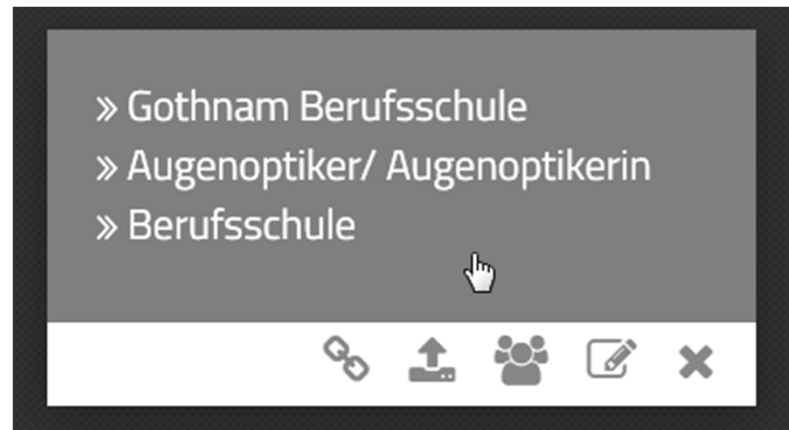 » Gothnam Berufsschule
» Augenoptiker/ Augenoptikerin
» Berufsschule